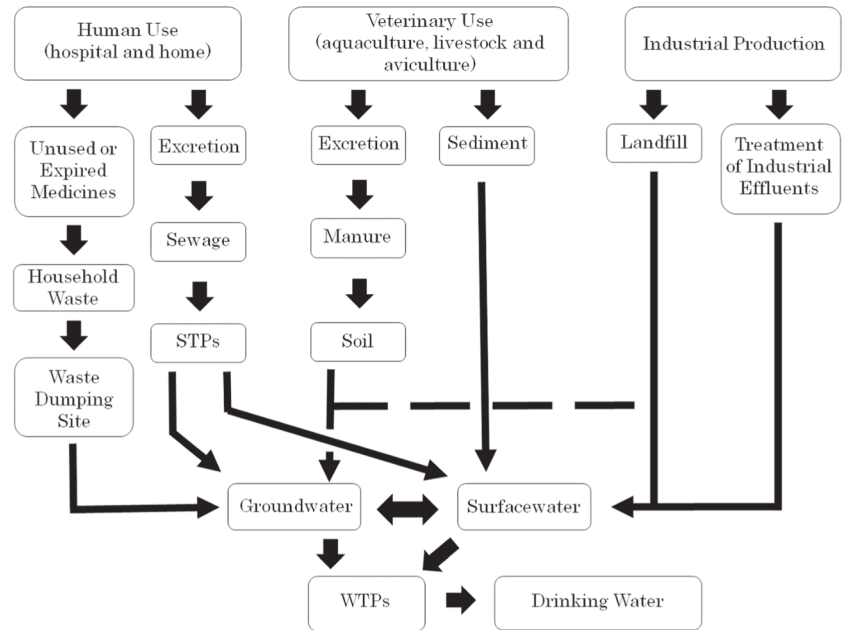 Human Use
(hospital and home)
Veterinary Use
(aquaculture, livestock and
aviculture)
Industrial Production
Unused or
Expired
Medicines
Excretion
Excretion
Sediment
Landfill
Treatment
of Industrial
Effluents
Sewage
Manure
Household
Waste
STPs
Soil
Waste
Dumping
Site
Groundwater
Surfacewater
WTPs
Drinking Water